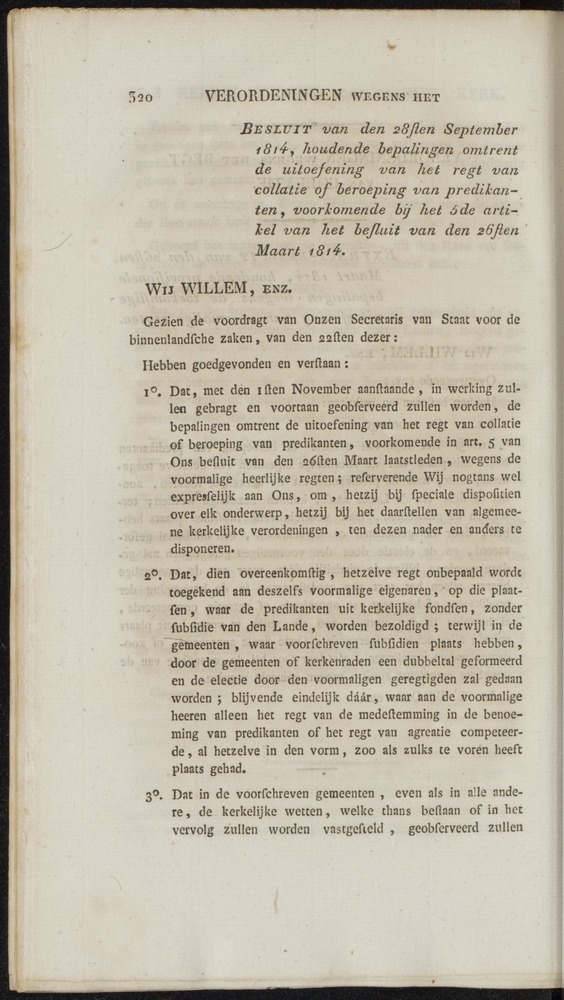 320 VERORDENINGEN WEGENS HET
BESLUIT van den 28ſten September
1814, houdende bepalingen omtrent
de uitoefening van het regt van
collatie of beroeping van predikan-
ten, voorkomende bij het 5de arti-
kel van het beſluit van den 26ſten
Maart 1814.
WIJ WILLEM, ENZ.
Gezien de voordragt van Onzen Secretaris van Staat voor de
binnenlandſche zaken, van den 22ſten dezer:
Hebben goedgevonden en verſtaan:
1°. Dat, met den 1ſten November aanſtaande, in werking zul-
len gebragt en voortaan geobſerveerd zullen worden, de
bepalingen omtrent de uitoefening van het regt van collatie
of beroeping van predikanten, voorkomende in art. 5 van
Ons beſluit van den 26ſten Maart laatstleden, wegens de
voormalige heerlijke regten; reſerverende Wij nogtans wel
expresſelijk aan Ons, om, hetzij bij ſpeciale dispoſitien
over elk onderwerp, hetzij bij het daarſtellen van algemee-
ne kerkelijke verordeningen, ten dezen nader en anders te
disponeren.
2°. Dat, dien overeenkomſtig, hetzelve regt onbepaald wordt
toegekend aan deszelfs voormalige eigenaren, op die plaat-
ſen, waar de predikanten uit kerkelijke fondſen, zonder
ſubſidie van den Lande, worden bezoldigd; terwijl in de
gemeenten, waar voorſchreven ſubſidien plaats hebben,
door de gemeenten of kerkenraden een dubbeltal geformeerd
en de electie door den voormaligen geregtigden zal gedaan
worden; blijvende eindelijk dáár, waar aan de voormalige
heeren alleen het regt van de medeſtemming in de benoe-
ming van predikanten of het regt van agreatie competeer-
de, al hetzelve in den vorm, zoo als zulks te voren heeft
plaats gehad.
3°. Dat in de voorſchreven gemeenten, even als in alle ande-
re, de kerkelijke wetten, welke thans beſtaan of in het
vervolg zullen worden vastgeſteld, geobſerveerd zullen